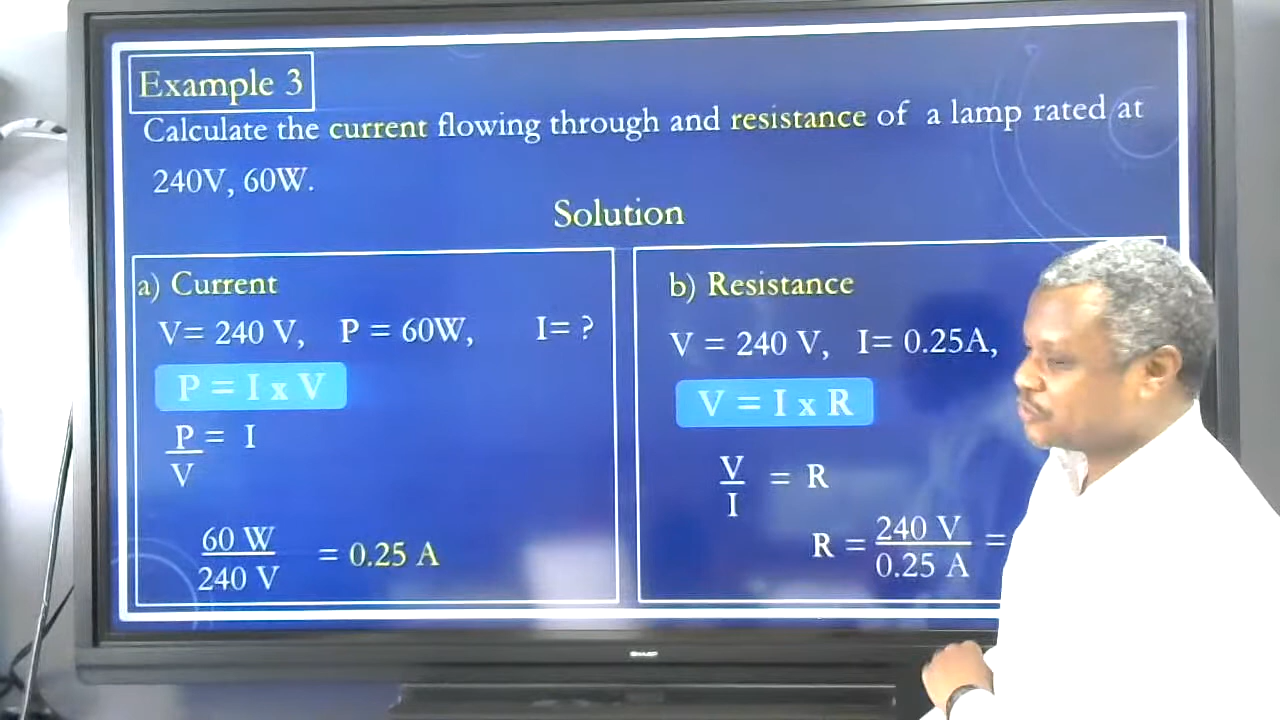 Example 3
Calculate the current flowing through and resistance of a lamp rated at
240V, 60W.
Solution
a) Current
V= 240 V, P = 60W, I= ?
P = I x V
P = I
V
60 W = 0.25 A
240 V
b) Resistance
V = 240 V, I= 0.25A,
V = I x R
V = R
I
R = 240 V =
0.25 A
SHARP